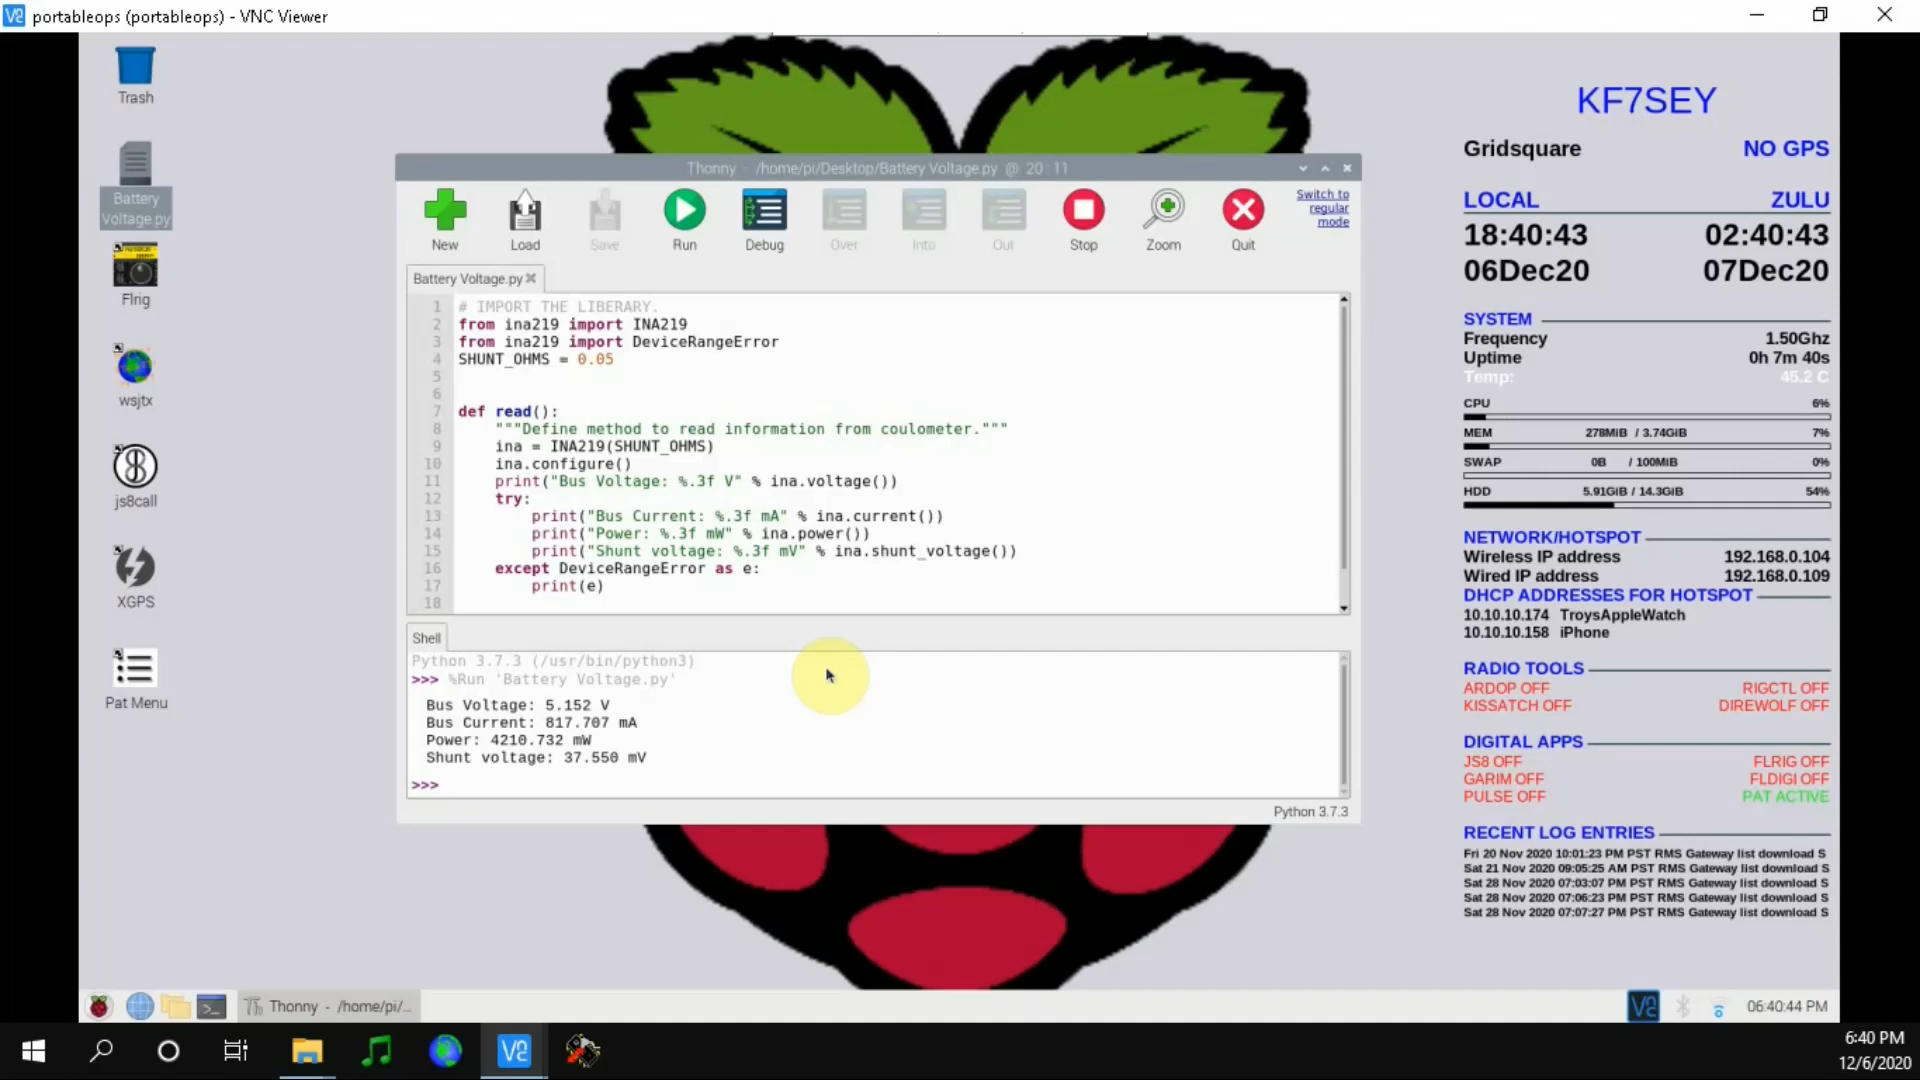 portableops (portableops) - VNC Viewer
Trash
Battery
Voltage.py
Flrig
wsjtx
js8call
XGPS
Pat Menu
Thonny - /home/pi/Desktop/Battery Voltage.py @ 20:11
New
Load
Save
Run
Debug
Over
Into
Out
Stop
Zoom
Quit
Switch to
regular
mode
Battery Voltage.py
1 # IMPORT THE LIBERARY.
2 from ina219 import INA219
3 from ina219 import DeviceRangeError
4 SHUNT_OHMS = 0.05
5
6
7 def read():
8 """Define method to read information from coulometer."""
9 ina = INA219(SHUNT_OHMS)
10 ina.configure()
11 print("Bus Voltage: %.3f V" % ina.voltage())
12 try:
13 print("Bus Current: %.3f mA" % ina.current())
14 print("Power: %.3f mW" % ina.power())
15 print("Shunt voltage: %.3f mV" % ina.shunt_voltage())
16 except DeviceRangeError as e:
17 print(e)
18
Shell
Python 3.7.3 (/usr/bin/python3)
>>> %Run 'Battery Voltage.py'
Bus Voltage: 5.152 V
Bus Current: 817.707 mA
Power: 4210.732 mW
Shunt voltage: 37.550 mV
>>>
Python 3.7.3
KF7SEY
Gridsquare NO GPS
LOCAL ZULU
18:40:43 02:40:43
06Dec20 07Dec20
SYSTEM
Frequency 1.50Ghz
Uptime 0h 7m 40s
Temp: 45.2 C
CPU 6%
MEM 278MiB / 3.74GiB 7%
SWAP 0B / 100MiB 0%
HDD 5.91GiB / 14.3GiB 54%
NETWORK/HOTSPOT
Wireless IP address 192.168.0.104
Wired IP address 192.168.0.109
DHCP ADDRESSES FOR HOTSPOT
10.10.10.174 TroysAppleWatch
10.10.10.158 iPhone
RADIO TOOLS
ARDOP OFF RIGCTL OFF
KISSATCH OFF DIREWOLF OFF
DIGITAL APPS
JS8 OFF FLRIG OFF
GARIM OFF FLDIGI OFF
PULSE OFF PAT ACTIVE
RECENT LOG ENTRIES
Fri 20 Nov 2020 10:01:23 PM PST RMS Gateway list download S
Sat 21 Nov 2020 09:05:25 AM PST RMS Gateway list download S
Sat 28 Nov 2020 07:03:07 PM PST RMS Gateway list download S
Sat 28 Nov 2020 07:06:23 PM PST RMS Gateway list download S
Sat 28 Nov 2020 07:07:27 PM PST RMS Gateway list download S
Thonny - /home/pi/...
06:40:44 PM
6:40 PM
12/6/2020